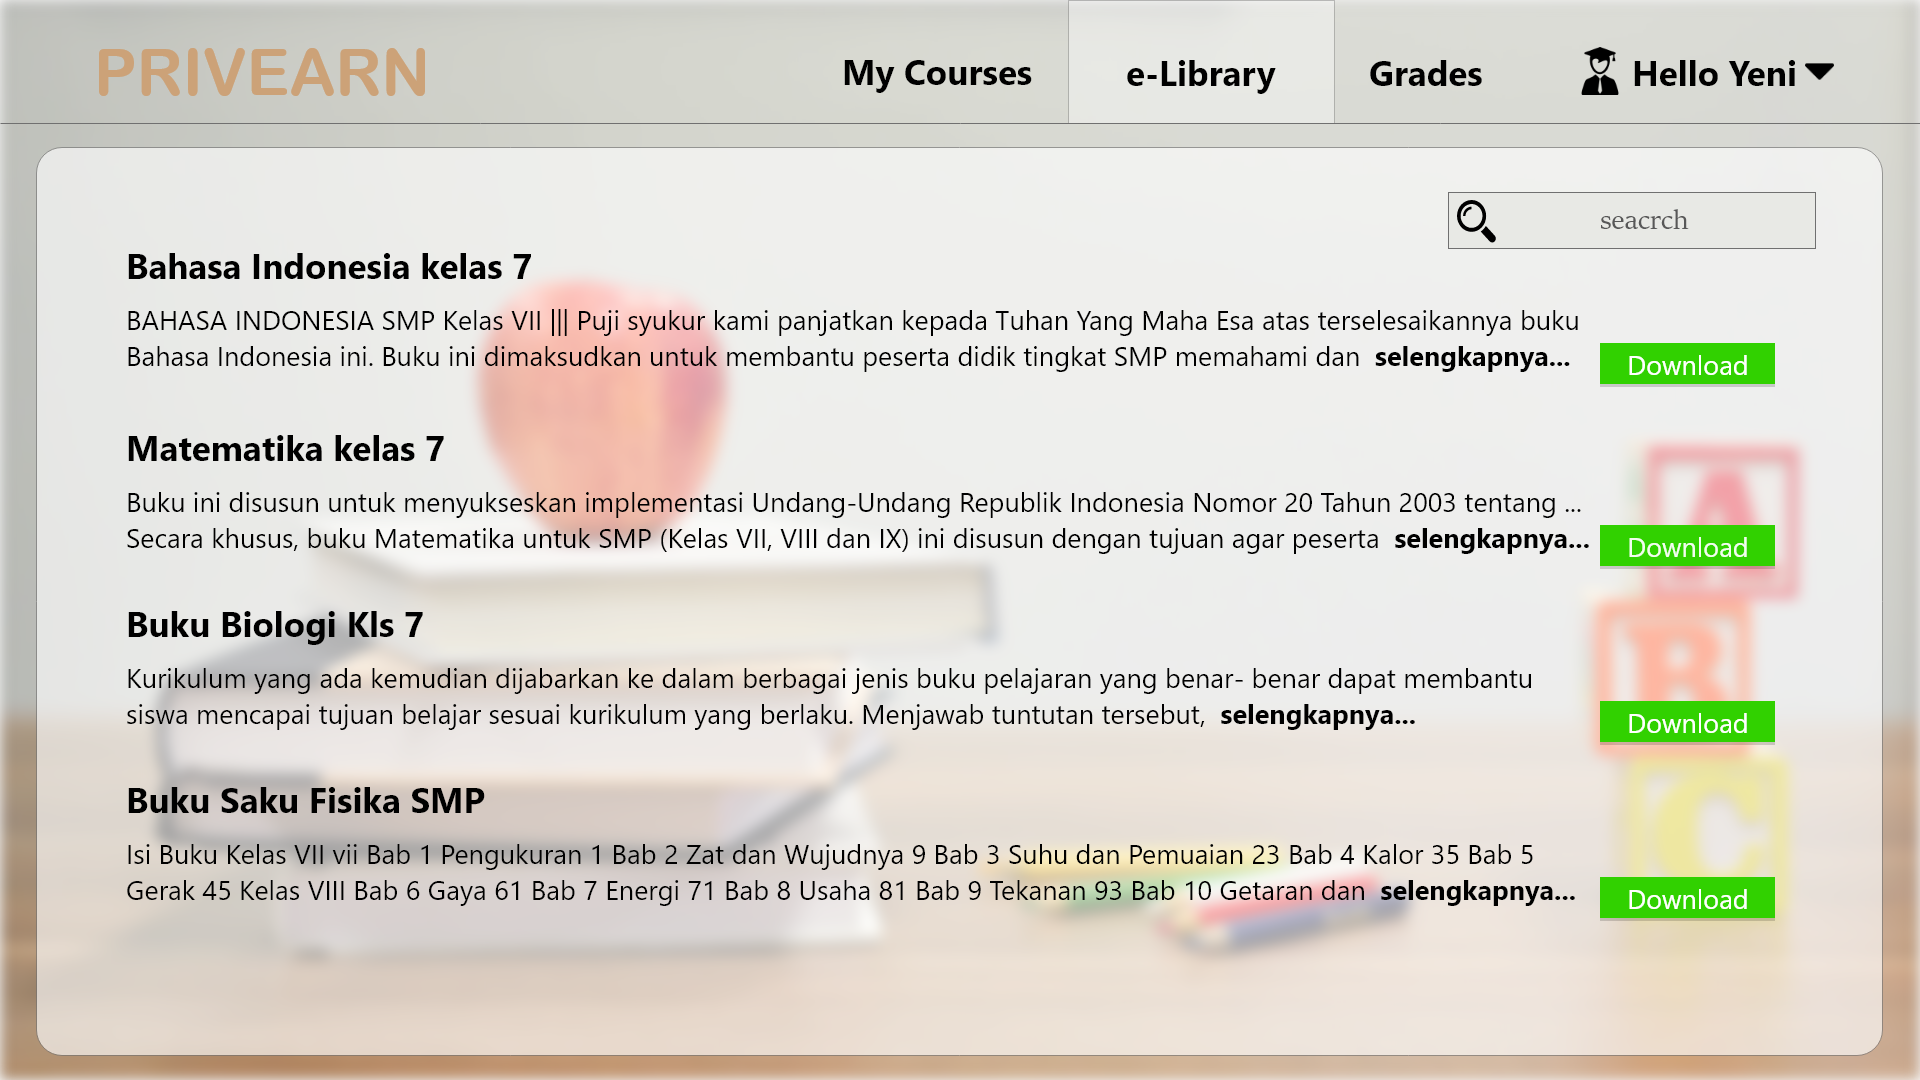 PRIVEARN
My Courses
e-Library
Grades
Hello Yeni
seacrch
Bahasa Indonesia kelas 7
BAHASA INDONESIA SMP Kelas VII ||| Puji syukur kami panjatkan kepada Tuhan Yang Maha Esa atas terselesaikannya buku
Bahasa Indonesia ini. Buku ini dimaksudkan untuk membantu peserta didik tingkat SMP memahami dan selengkapnya...
Download
Matematika kelas 7
Buku ini disusun untuk menyukseskan implementasi Undang-Undang Republik Indonesia Nomor 20 Tahun 2003 tentang ...
Secara khusus, buku Matematika untuk SMP (Kelas VII, VIII dan IX) ini disusun dengan tujuan agar peserta selengkapnya...
Download
Buku Biologi Kls 7
Kurikulum yang ada kemudian dijabarkan ke dalam berbagai jenis buku pelajaran yang benar- benar dapat membantu
siswa mencapai tujuan belajar sesuai kurikulum yang berlaku. Menjawab tuntutan tersebut, selengkapnya...
Download
Buku Saku Fisika SMP
Isi Buku Kelas VII vii Bab 1 Pengukuran 1 Bab 2 Zat dan Wujudnya 9 Bab 3 Suhu dan Pemuaian 23 Bab 4 Kalor 35 Bab 5
Gerak 45 Kelas VIII Bab 6 Gaya 61 Bab 7 Energi 71 Bab 8 Usaha 81 Bab 9 Tekanan 93 Bab 10 Getaran dan selengkapnya...
Download
A
B
C